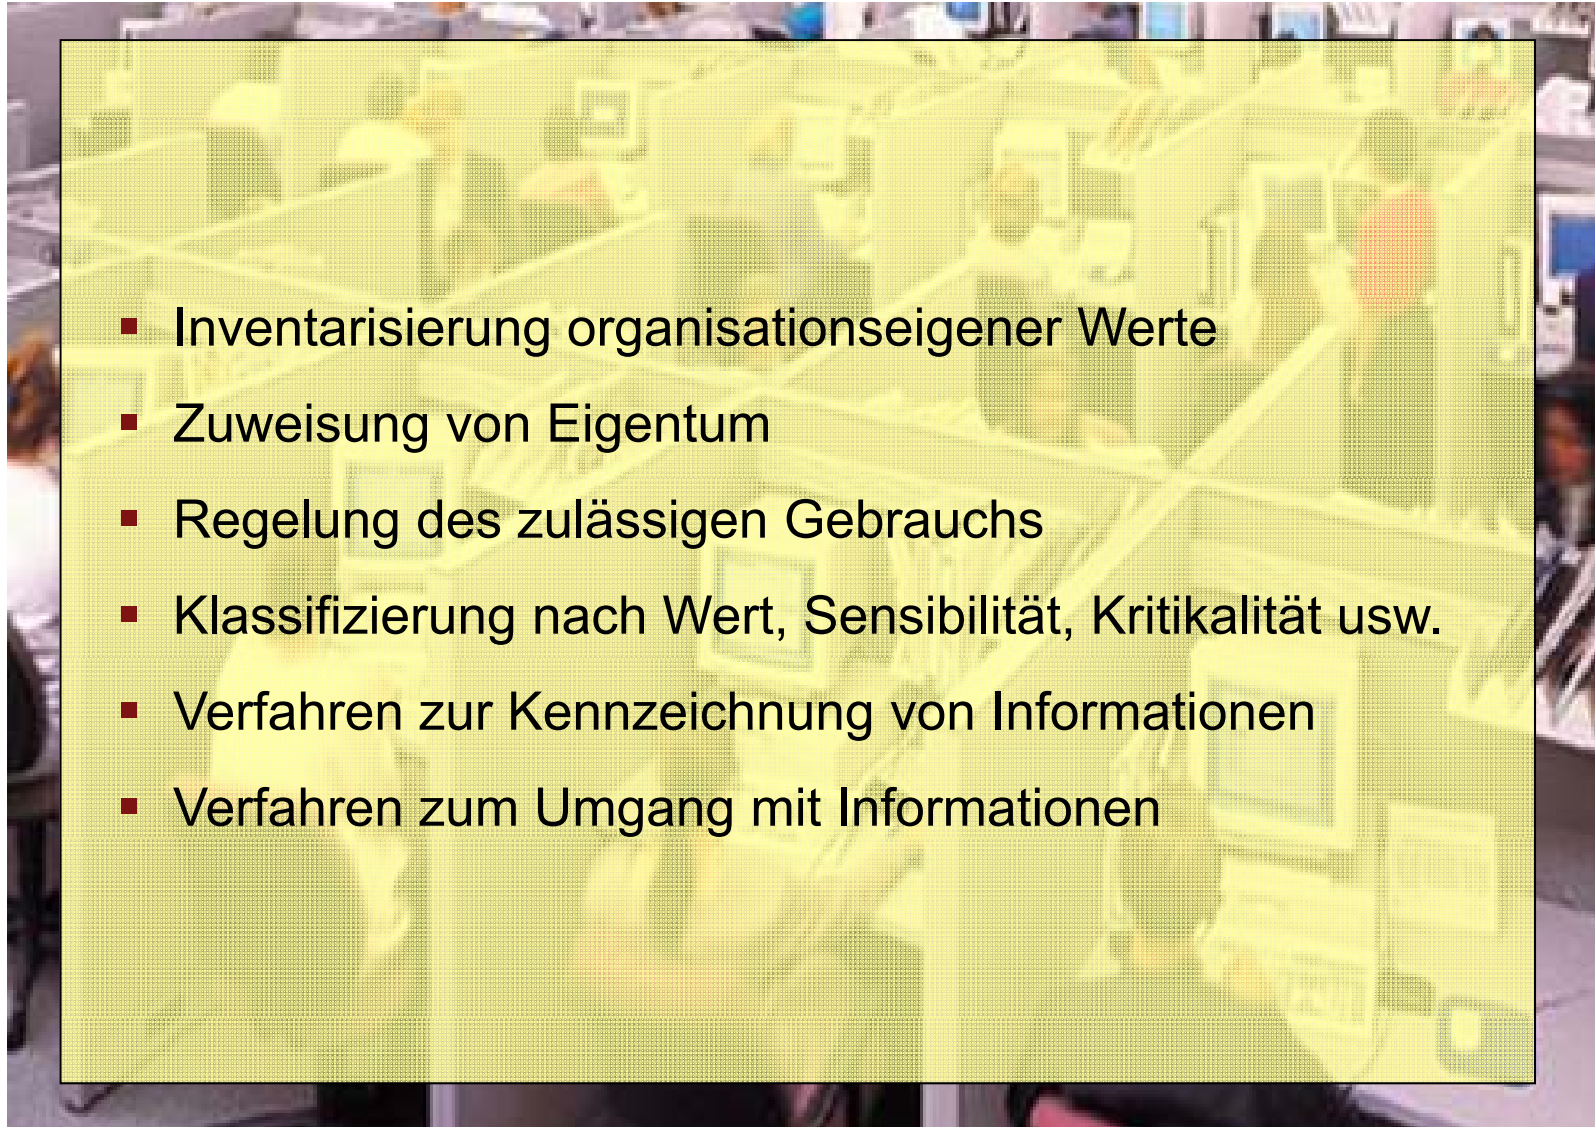 ▪ Inventarisierung organisationseigener Werte
▪ Zuweisung von Eigentum
▪ Regelung des zulässigen Gebrauchs
▪ Klassifizierung nach Wert, Sensibilität, Kritikalität usw.
▪ Verfahren zur Kennzeichnung von Informationen
▪ Verfahren zum Umgang mit Informationen